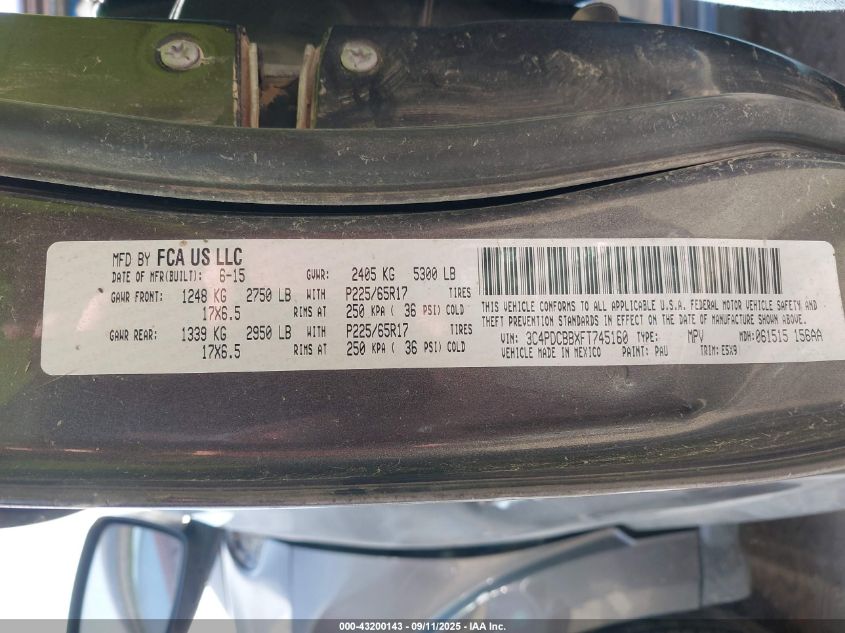 MFD BY FCA US LLC
DATE OF MFR(BUILT): 6-15 GVWR: 2405 KG 5300 LB
GAWR FRONT: 1248 KG 2750 LB WITH P225/65R17 TIRES
17X6.5 RIMS AT 250 KPA ( 36 PSI) COLD
GAWR REAR: 1339 KG 2950 LB WITH P225/65R17 TIRES
17X6.5 RIMS AT 250 KPA ( 36 PSI) COLD
THIS VEHICLE CONFORMS TO ALL APPLICABLE U.S.A. FEDERAL MOTOR VEHICLE SAFETY AND
THEFT PREVENTION STANDARDS IN EFFECT ON THE DATE OF MANUFACTURE SHOWN ABOVE.
VIN: 3C4PDCBBXFT745160 TYPE: MPV MDH: 061515 156AA
VEHICLE MADE IN MEXICO PAINT: PAU TRIM: E5X9
000-43200143 - 09/11/2025 - IAA Inc.